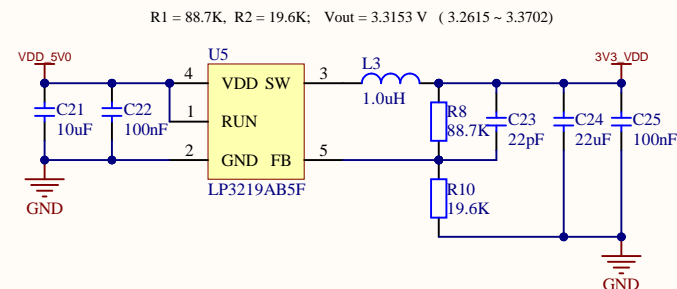 R1 = 88.7K, R2 = 19.6K; Vout = 3.3153 V ( 3.2615 ~ 3.3702)
VDD_5V0
U5
L3
3V3_VDD
4
VDD SW
3
1.0uH
C21
10uF
C22
100nF
1
RUN
R8
88.7K
C23
22pF
C24
22uF
C25
100nF
2
GND FB
5
LP3219AB5F
R10
19.6K
GND
GND